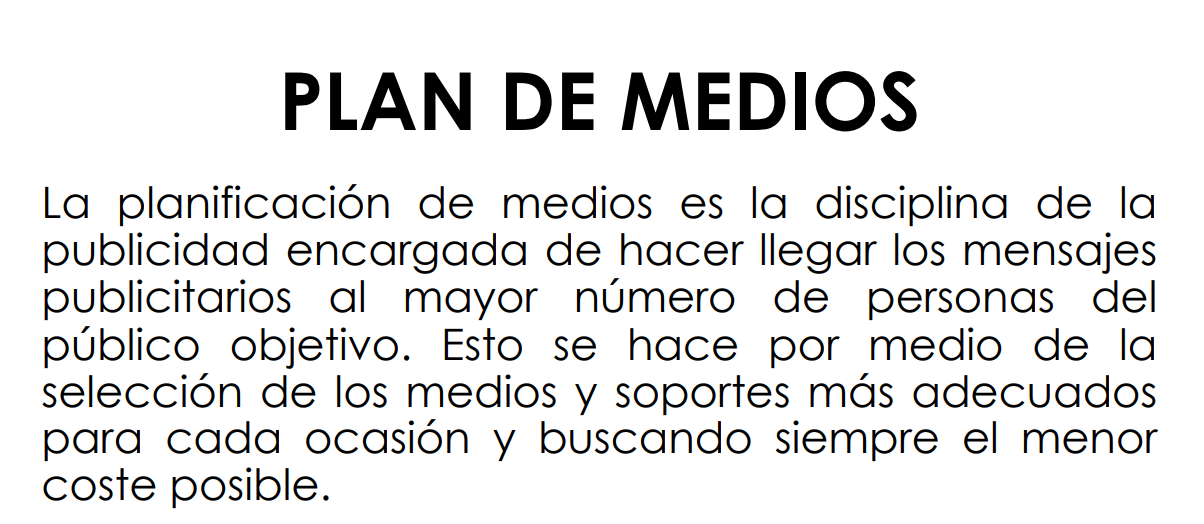 PLAN DE MEDIOS
La planificación de medios es la disciplina de la
publicidad encargada de hacer llegar los mensajes
publicitarios al mayor número de personas del
público objetivo. Esto se hace por medio de la
selección de los medios y soportes más adecuados
para cada ocasión y buscando siempre el menor
coste posible.